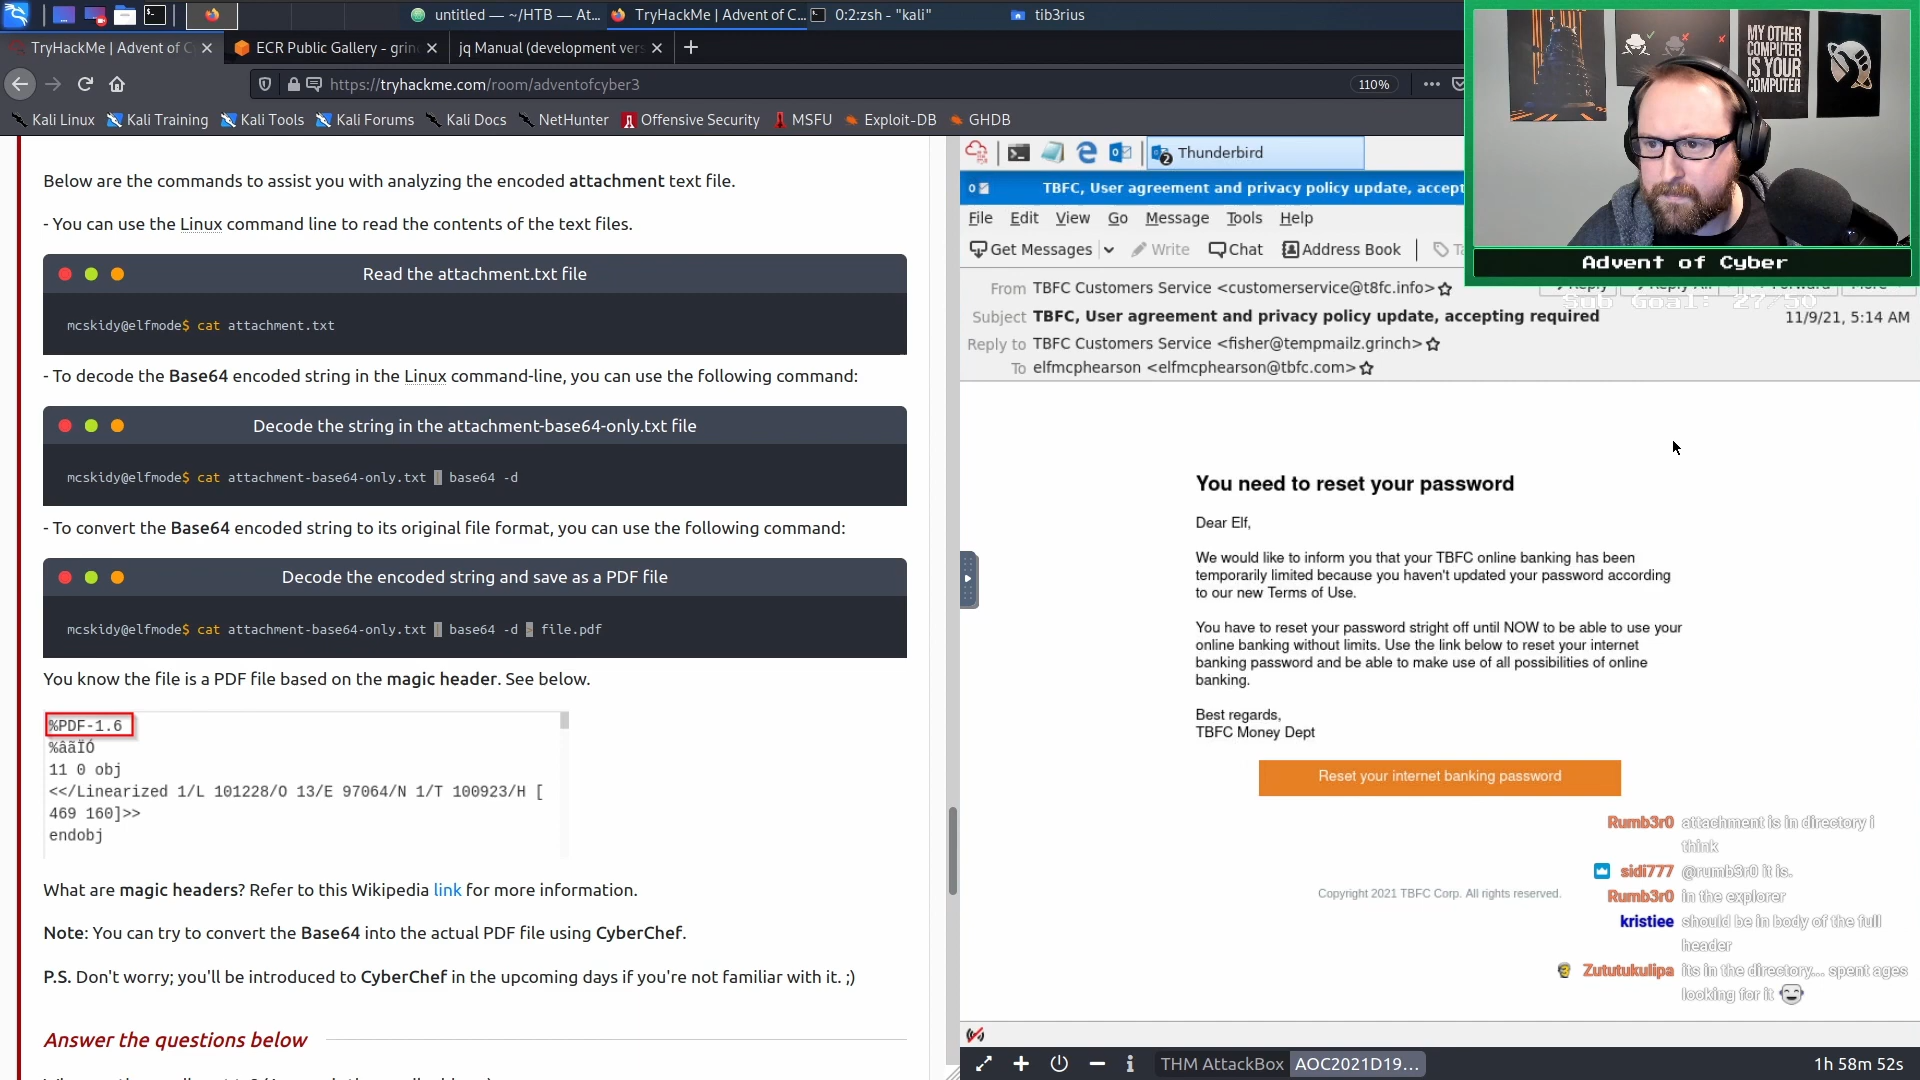 untitled — ~/HTB — At...
TryHackMe | Advent of C...
0:2:zsh - "kali"
tib3rius
TryHackMe | Advent of C
ECR Public Gallery - grin
jq Manual (development vers
https://tryhackme.com/room/adventofcyber3
110%
Kali Linux
Kali Training
Kali Tools
Kali Forums
Kali Docs
NetHunter
Offensive Security
MSFU
Exploit-DB
GHDB
Below are the commands to assist you with analyzing the encoded attachment text file.
- You can use the Linux command line to read the contents of the text files.
Read the attachment.txt file
mcskidy@elfmode$ cat attachment.txt
- To decode the Base64 encoded string in the Linux command-line, you can use the following command:
Decode the string in the attachment-base64-only.txt file
mcskidy@elfmode$ cat attachment-base64-only.txt | base64 -d
- To convert the Base64 encoded string to its original file format, you can use the following command:
Decode the encoded string and save as a PDF file
mcskidy@elfmode$ cat attachment-base64-only.txt | base64 -d > file.pdf
You know the file is a PDF file based on the magic header. See below.
%PDF-1.6
%âãÏÓ
11 0 obj
<</Linearized 1/L 101228/O 13/E 97064/N 1/T 100923/H [
469 160]>>
endobj
What are magic headers? Refer to this Wikipedia link for more information.
Note: You can try to convert the Base64 into the actual PDF file using CyberChef.
P.S. Don't worry; you'll be introduced to CyberChef in the upcoming days if you're not familiar with it. ;)
Answer the questions below
MY OTHER
COMPUTER
IS YOUR
COMPUTER
Advent of Cyber
Sub Goal: 27/50
2
Thunderbird
TBFC, User agreement and privacy policy update, accept
File Edit View Go Message Tools Help
Get Messages
Write
Chat
Address Book
From TBFC Customers Service <customerservice@t8fc.info>
Subject TBFC, User agreement and privacy policy update, accepting required
11/9/21, 5:14 AM
Reply to TBFC Customers Service <fisher@tempmailz.grinch>
To elfmcphearson <elfmcphearson@tbfc.com>
You need to reset your password
Dear Elf,
We would like to inform you that your TBFC online banking has been
temporarily limited because you haven't updated your password according
to our new Terms of Use.
You have to reset your password stright off until NOW to be able to use your
online banking without limits. Use the link below to reset your internet
banking password and be able to make use of all possibilities of online
banking.
Best regards,
TBFC Money Dept
Reset your internet banking password
Copyright 2021 TBFC Corp. All rights reserved.
Rumb3r0 attachment is in directory i
think
sidi777 @rumb3r0 it is.
Rumb3r0 in the explorer
kristiee should be in body of the full
header
Zututukulipa its in the directory... spent ages
looking for it
THM AttackBox
AOC2021D19...
1h 58m 52s